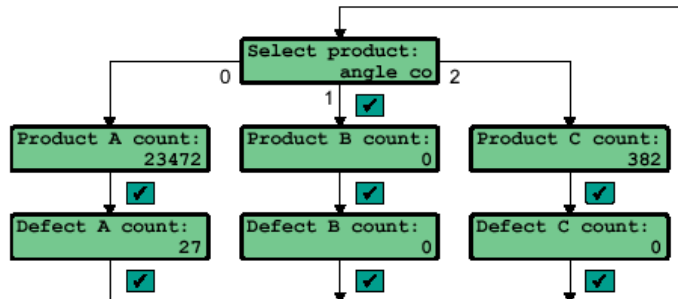 Select product:
angle co
0
1
2
Product A count:
23472
Product B count:
0
Product C count:
382
Defect A count:
27
Defect B count:
0
Defect C count:
0